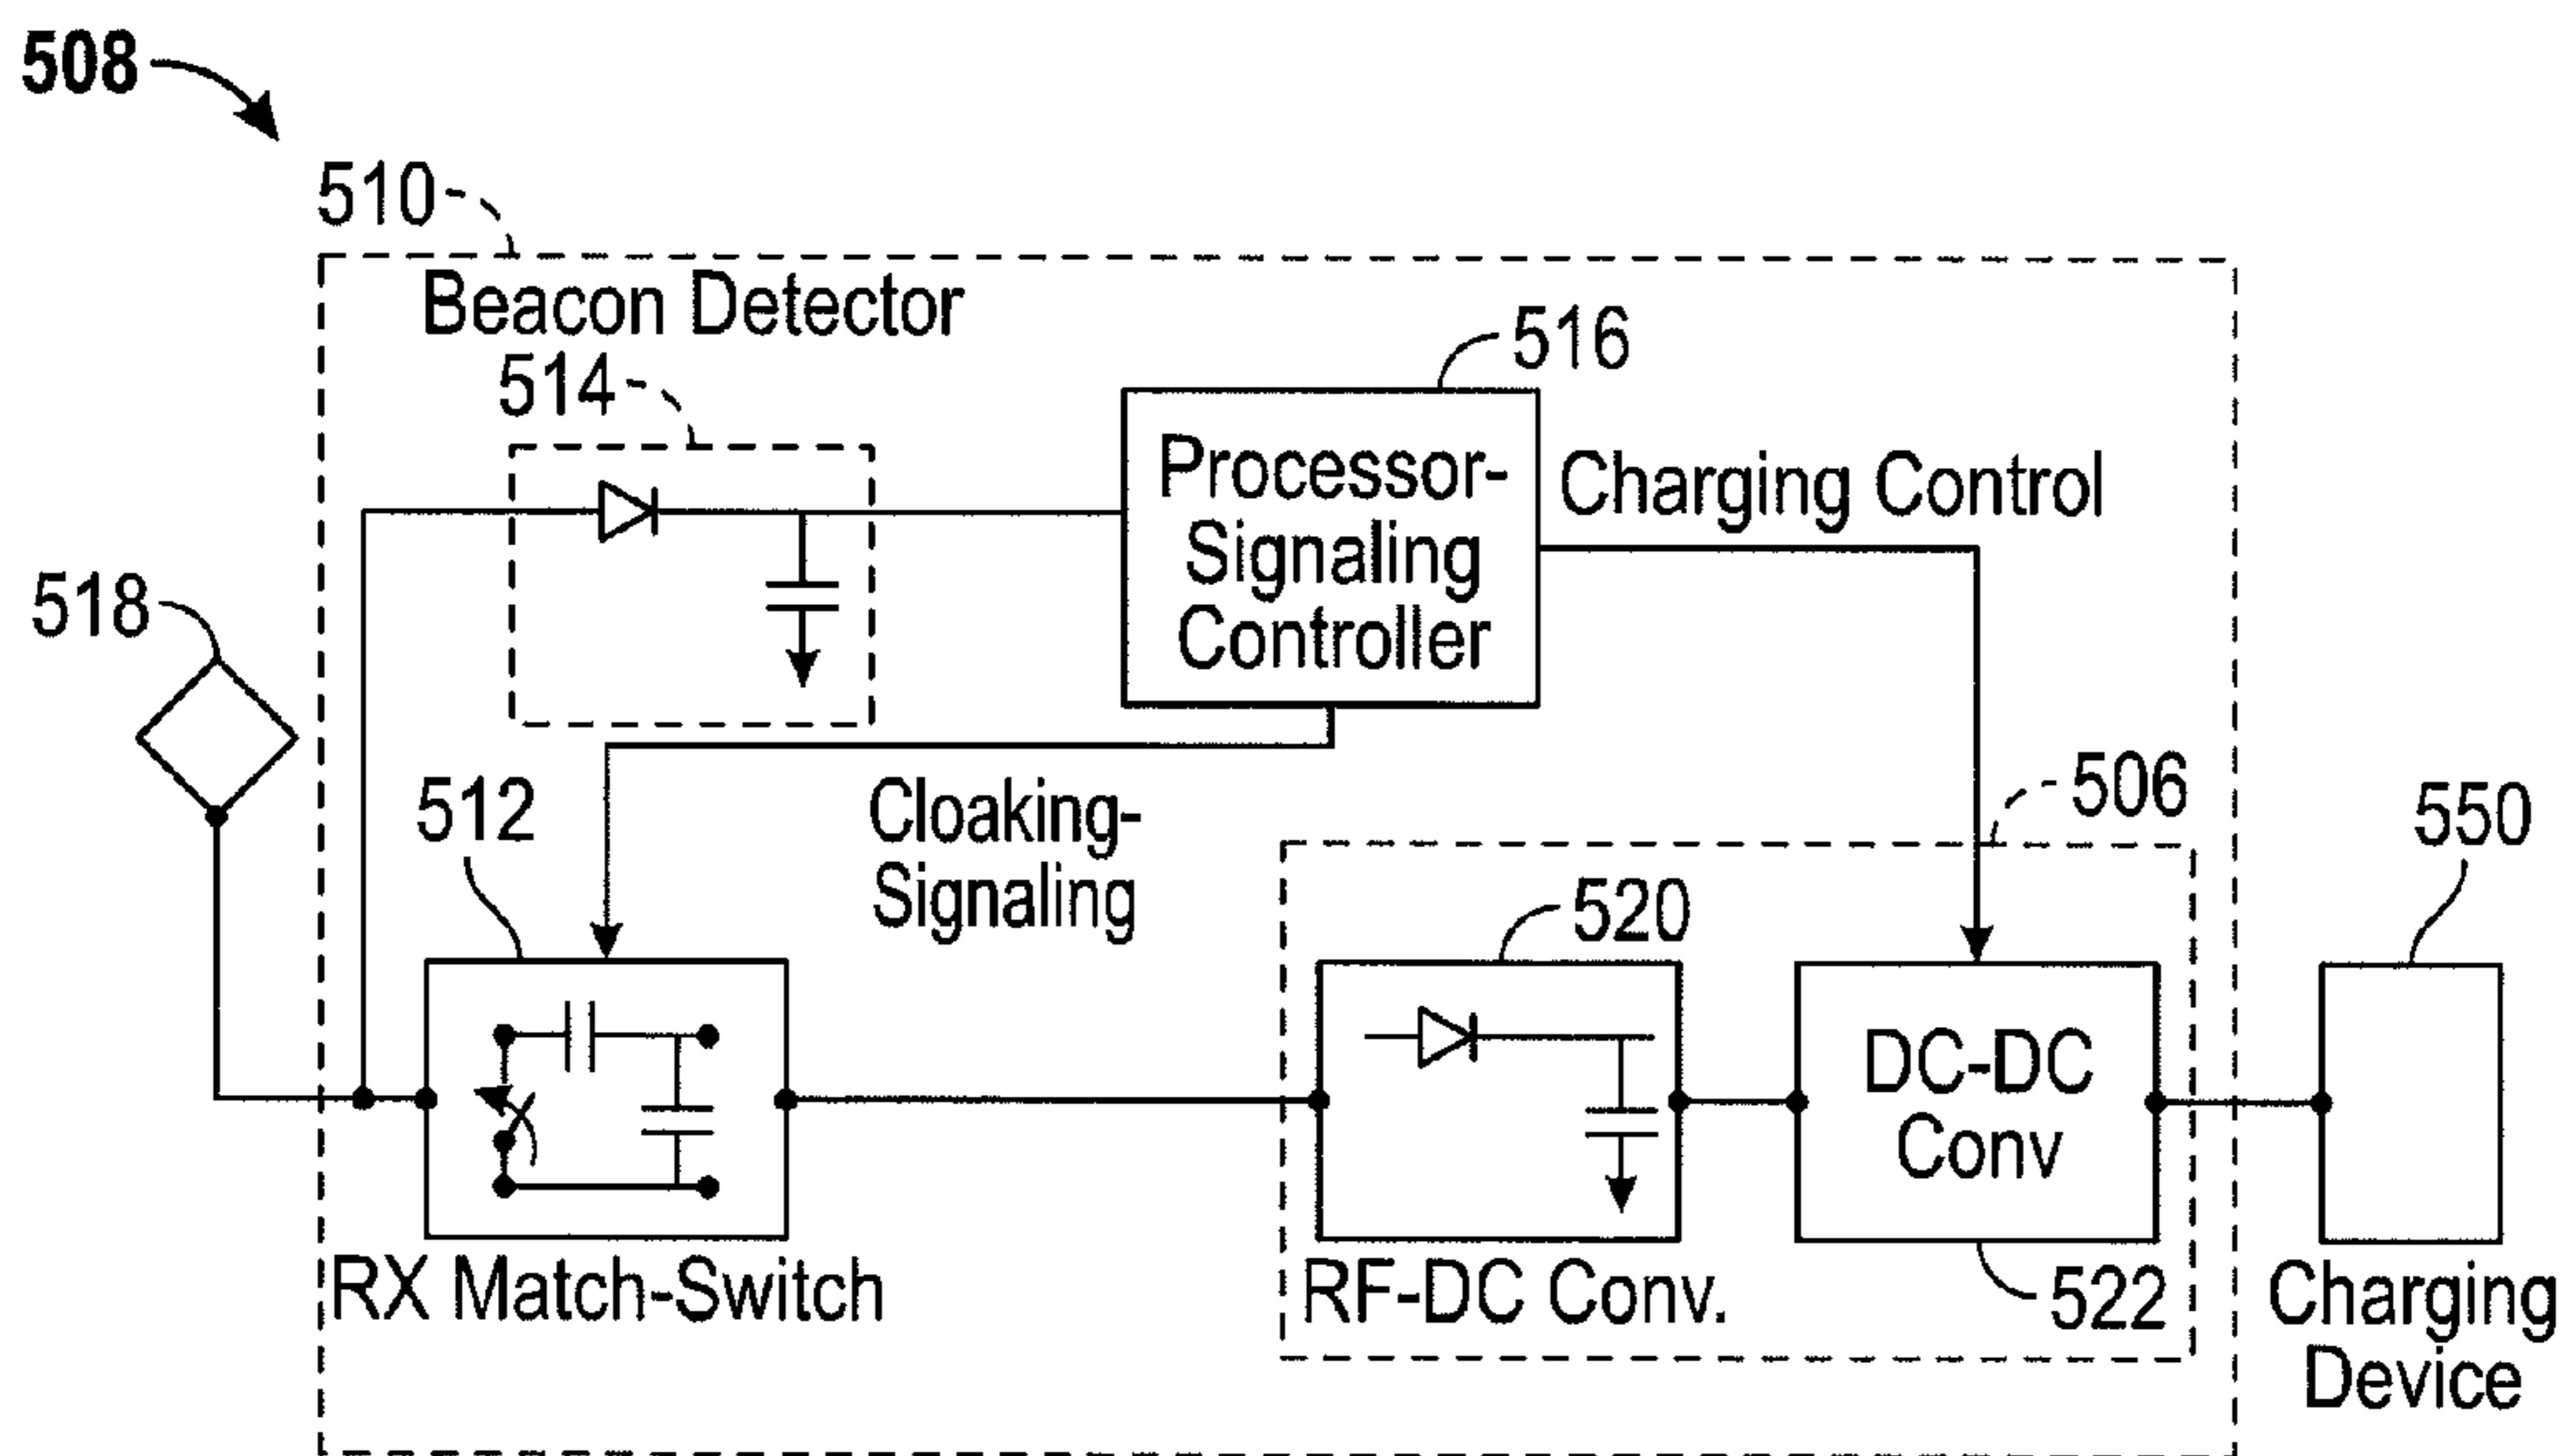 508
510
Beacon Detector
514
516
Processor-
Signaling
Controller
Charging Control
518
512
Cloaking-
Signaling
506
520
550
DC-DC
Conv
RX Match-Switch
RF-DC Conv.
522
Charging
Device